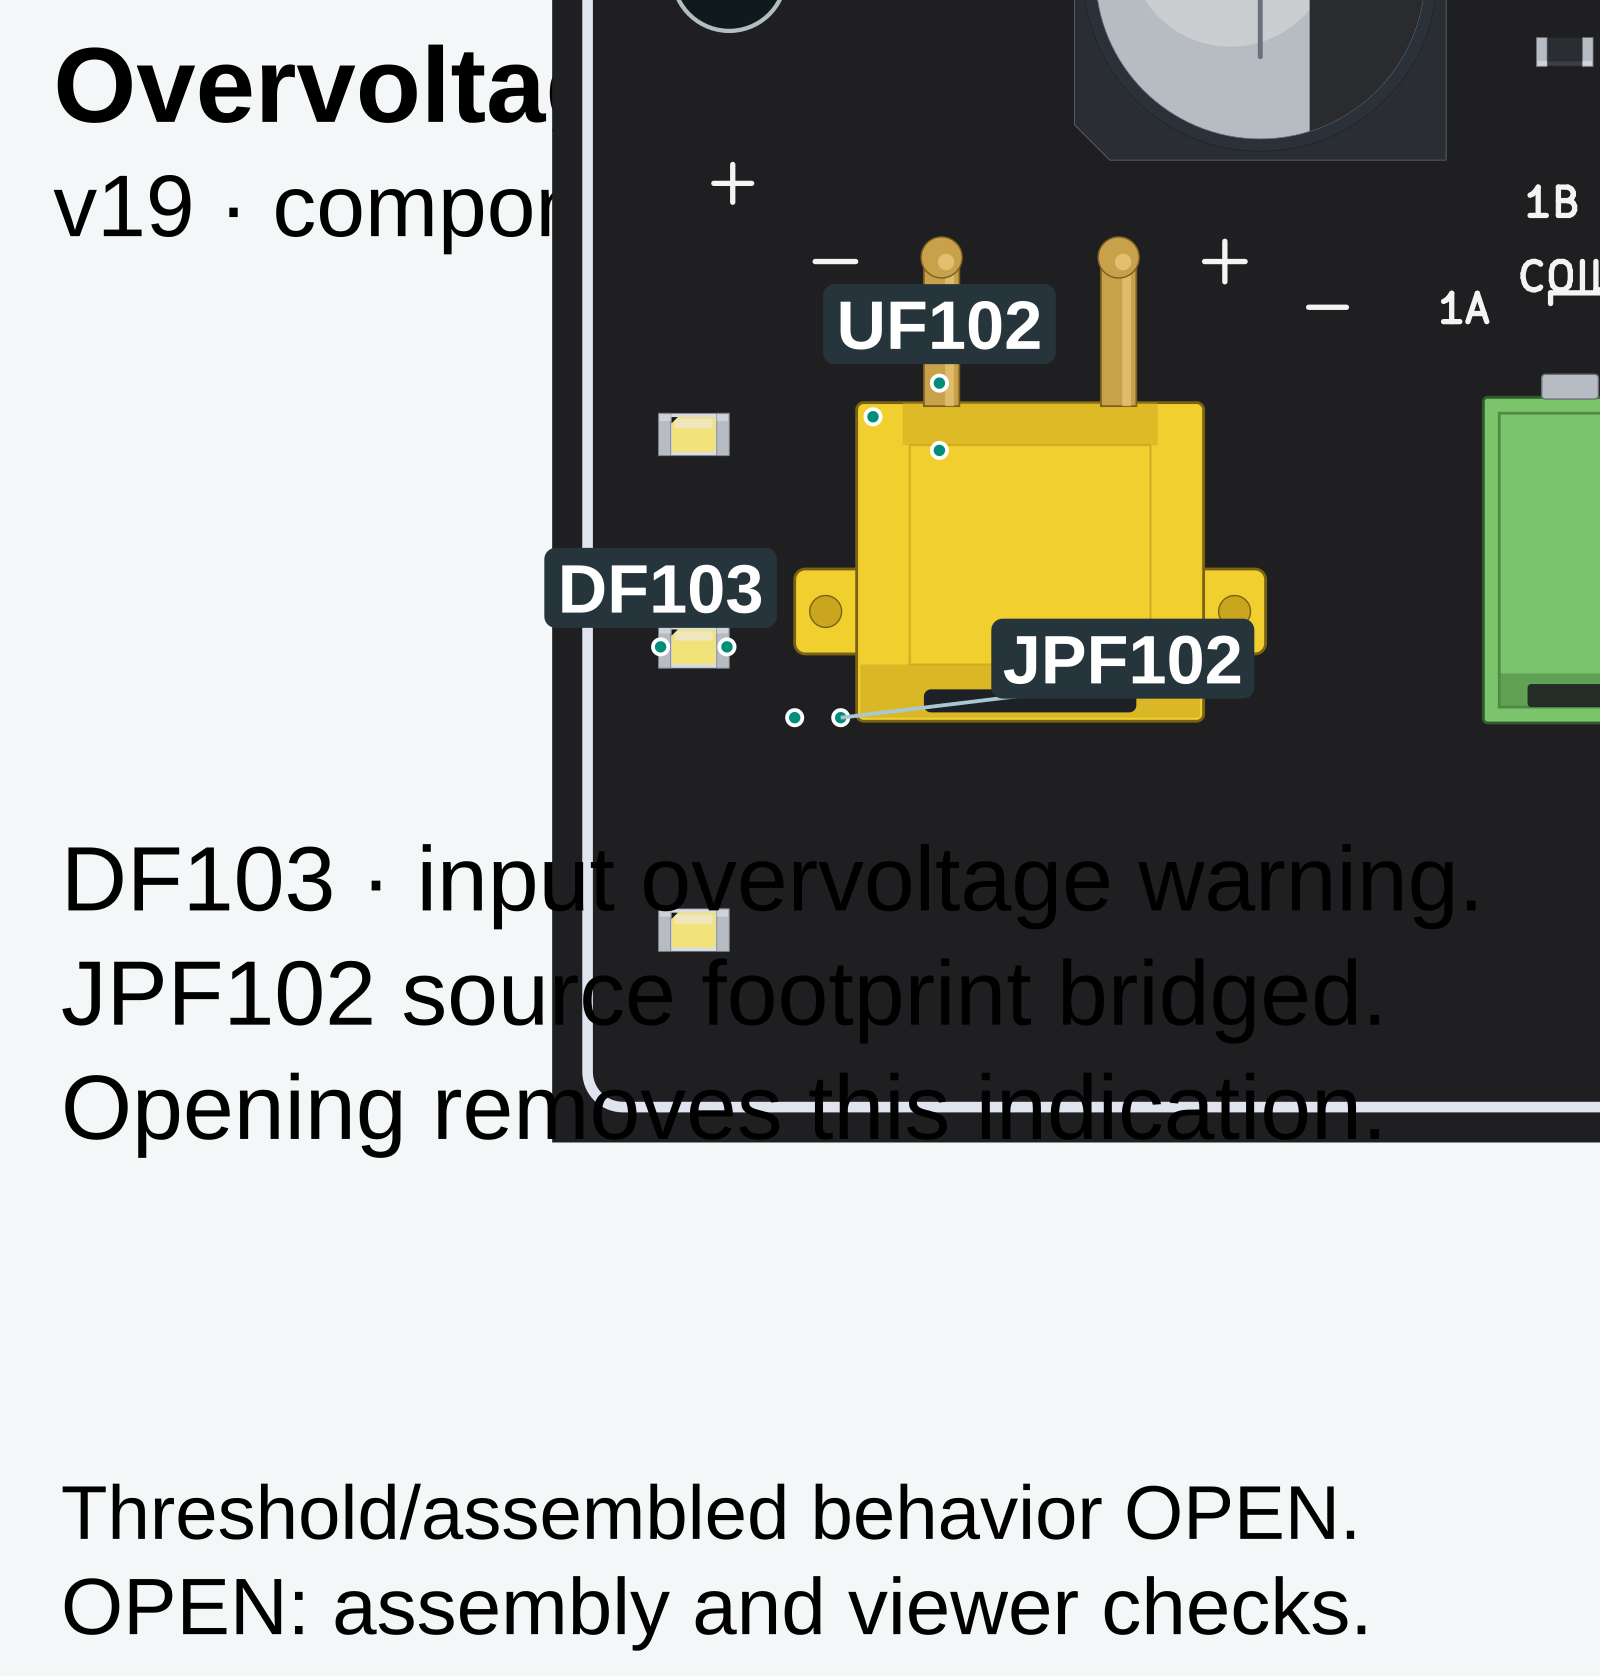 Overvolta
v19 · compon
1B
COIL
1A
UF102
DF103
JPF102
DF103 · input overvoltage warning.
JPF102 source footprint bridged.
Opening removes this indication.
Threshold/assembled behavior OPEN.
OPEN: assembly and viewer checks.